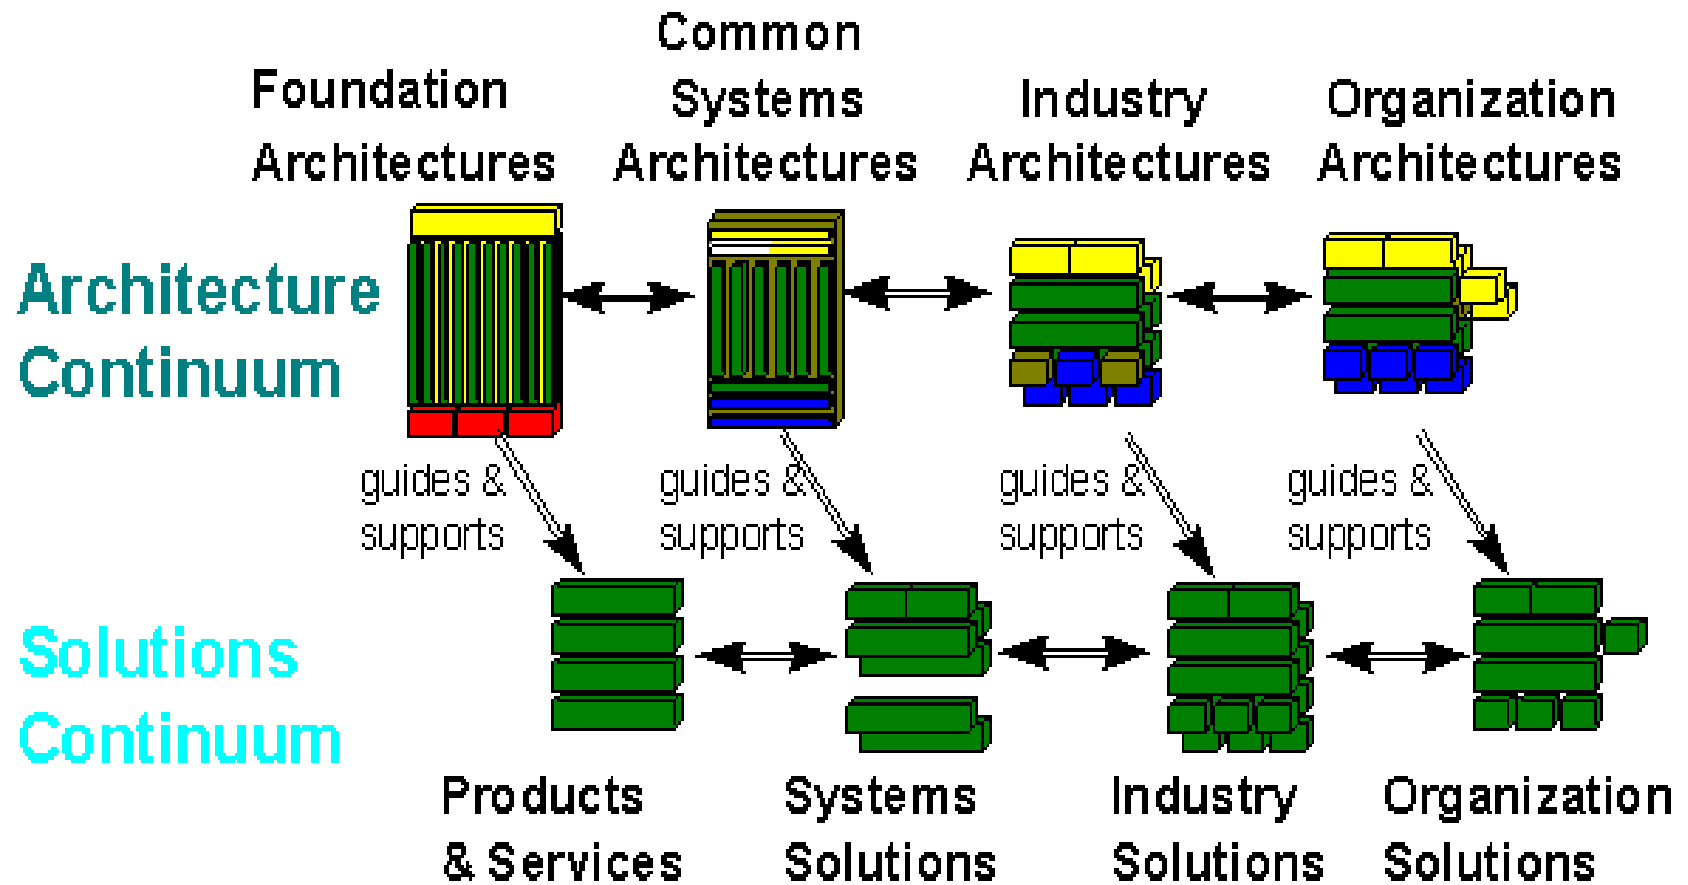 Foundation
Architectures
Common
Systems
Architectures
Industry
Architectures
Organization
Architectures
Architecture
Continuum
guides &
supports
guides &
supports
guides &
supports
guides &
supports
Solutions
Continuum
Products
& Services
Systems
Solutions
Industry
Solutions
Organization
Solutions